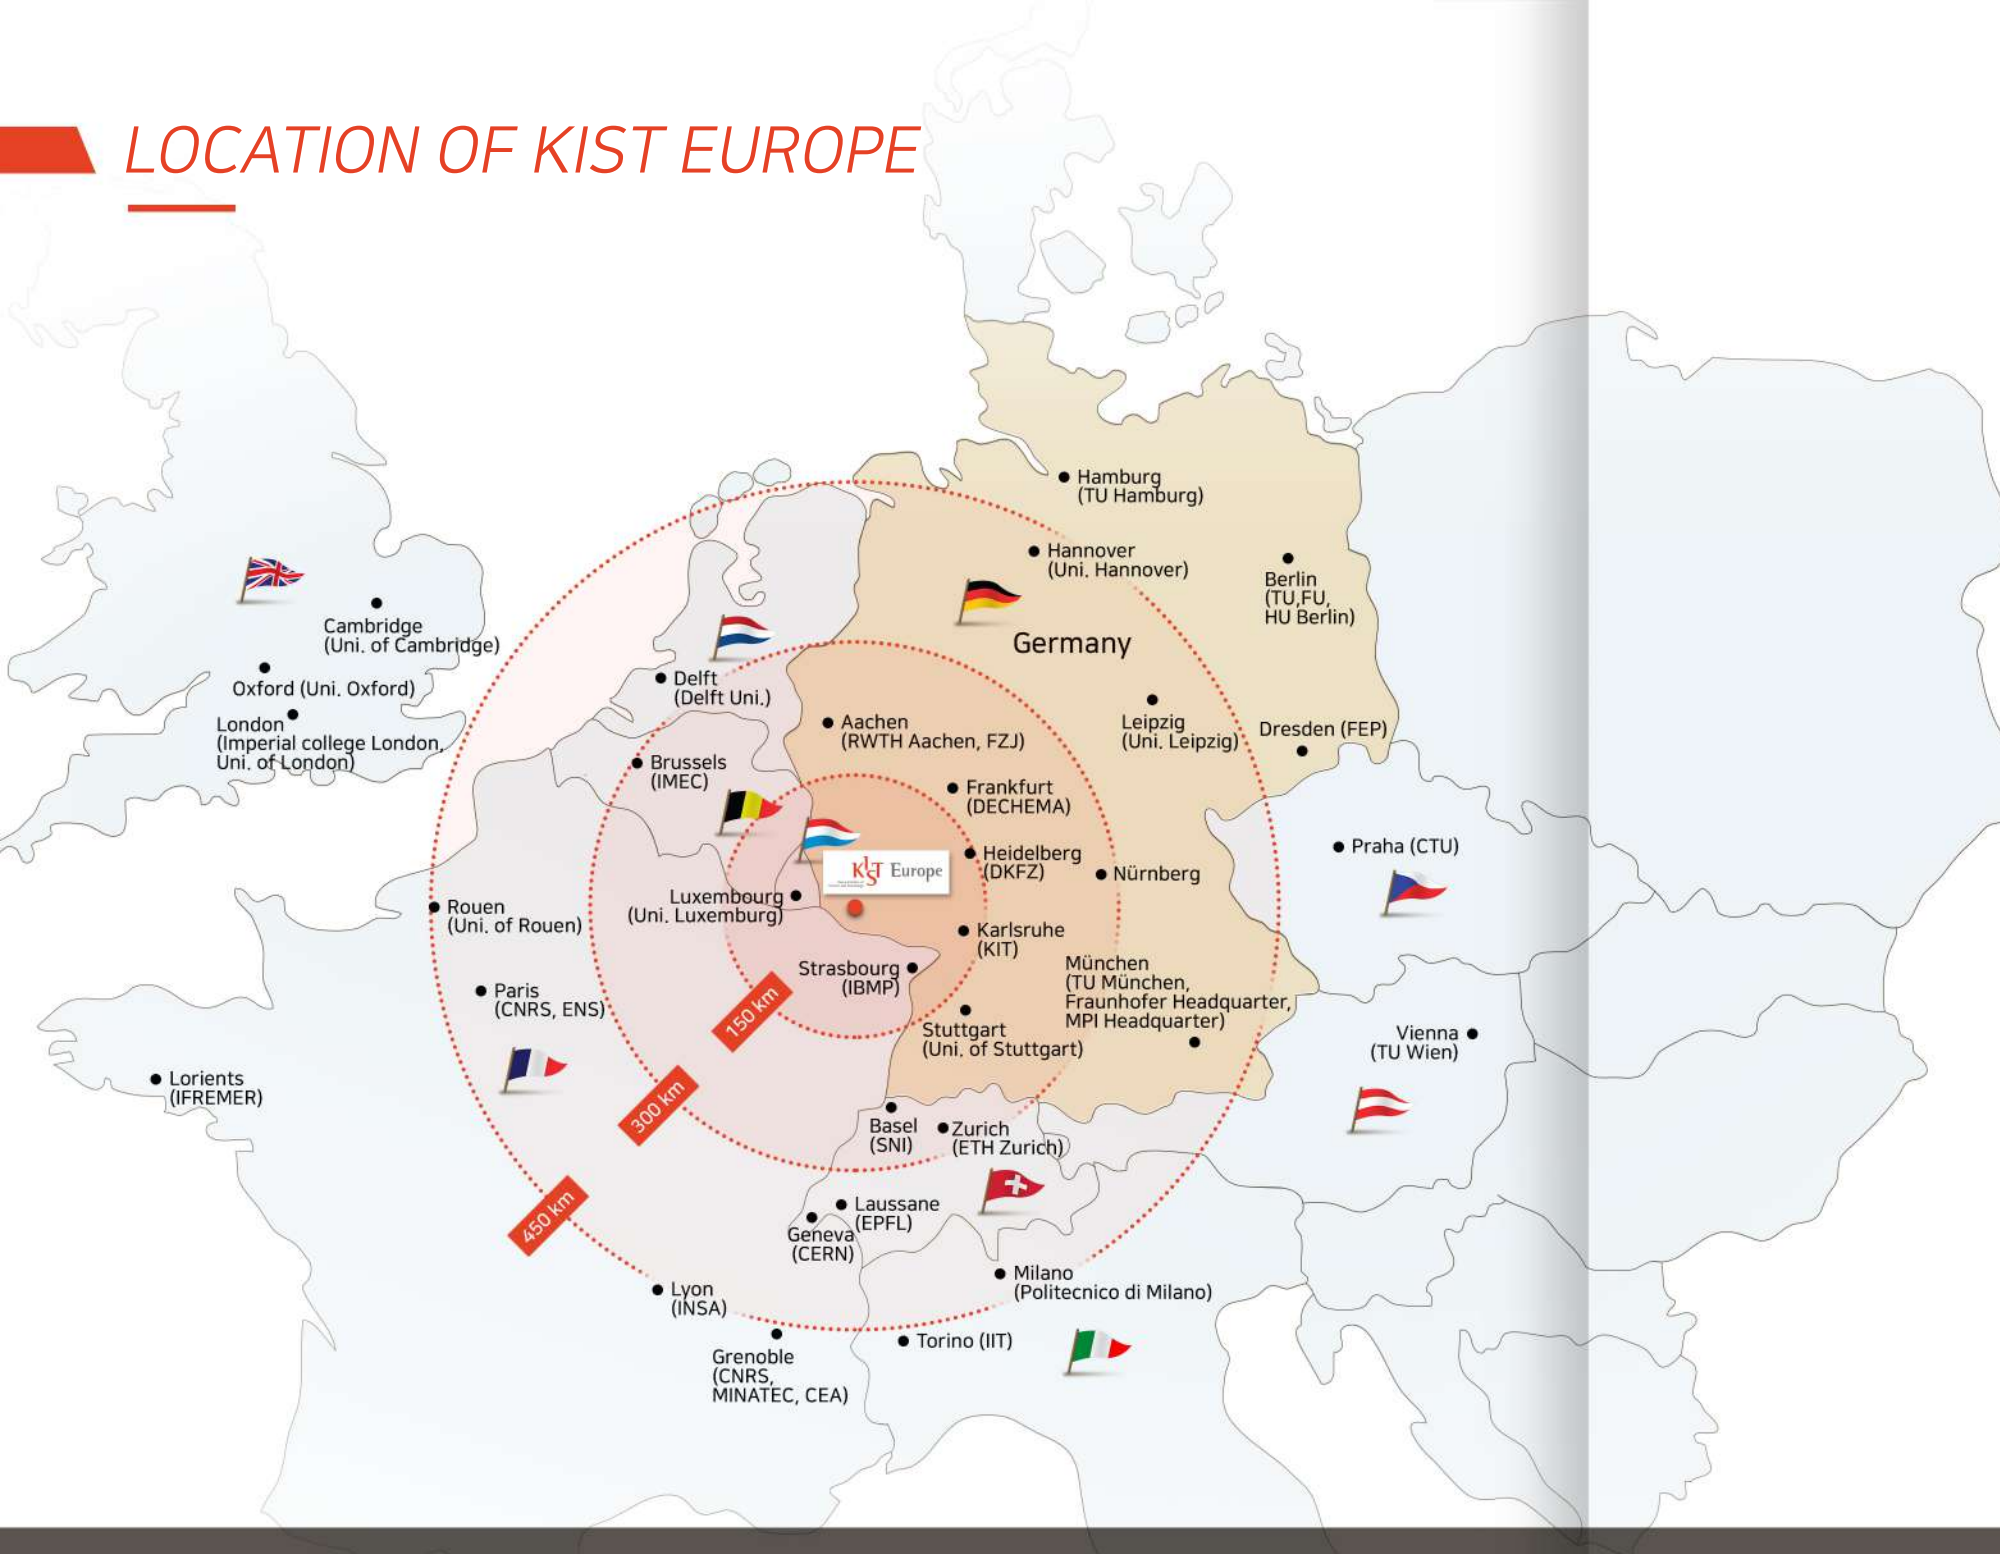 LOCATION OF KIST EUROPE
Hamburg
(TU Hamburg)
Hannover
(Uni. Hannover)
Berlin
(TU,FU,
HU Berlin)
Cambridge
(Uni. of Cambridge)
Germany
Oxford (Uni. Oxford)
Delft
(Delft Uni.)
London
(Imperial college London,
Uni. of London)
Aachen
(RWTH Aachen, FZJ)
Leipzig
(Uni. Leipzig)
Dresden (FEP)
Brussels
(IMEC)
Frankfurt
(DECHEMA)
Heidelberg
(DKFZ)
Praha (CTU)
KIST Europe
Nürnberg
Luxembourg
(Uni. Luxemburg)
Rouen
(Uni. of Rouen)
Karlsruhe
(KIT)
Strasbourg
(IBMP)
München
(TU München,
Fraunhofer Headquarter,
MPI Headquarter)
Paris
(CNRS, ENS)
150 km
Stuttgart
(Uni. of Stuttgart)
Vienna
(TU Wien)
Lorients
(IFREMER)
300 km
Basel
(SNI)
Zurich
(ETH Zurich)
450 km
Laussane
(EPFL)
Geneva
(CERN)
Milano
(Politecnico di Milano)
Lyon
(INSA)
Torino (IIT)
Grenoble
(CNRS,
MINATEC, CEA)